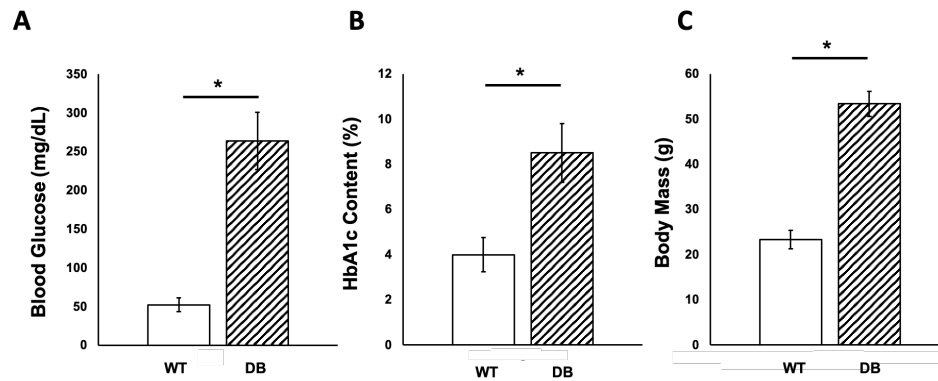 A
Blood Glucose (mg/dL)
350
300
250
200
150
100
50
0
*
WT
DB
B
HbA1c Content (%)
12
10
8
6
4
2
0
*
WT
DB
C
Body Mass (g)
60
50
40
30
20
10
0
*
WT
DB